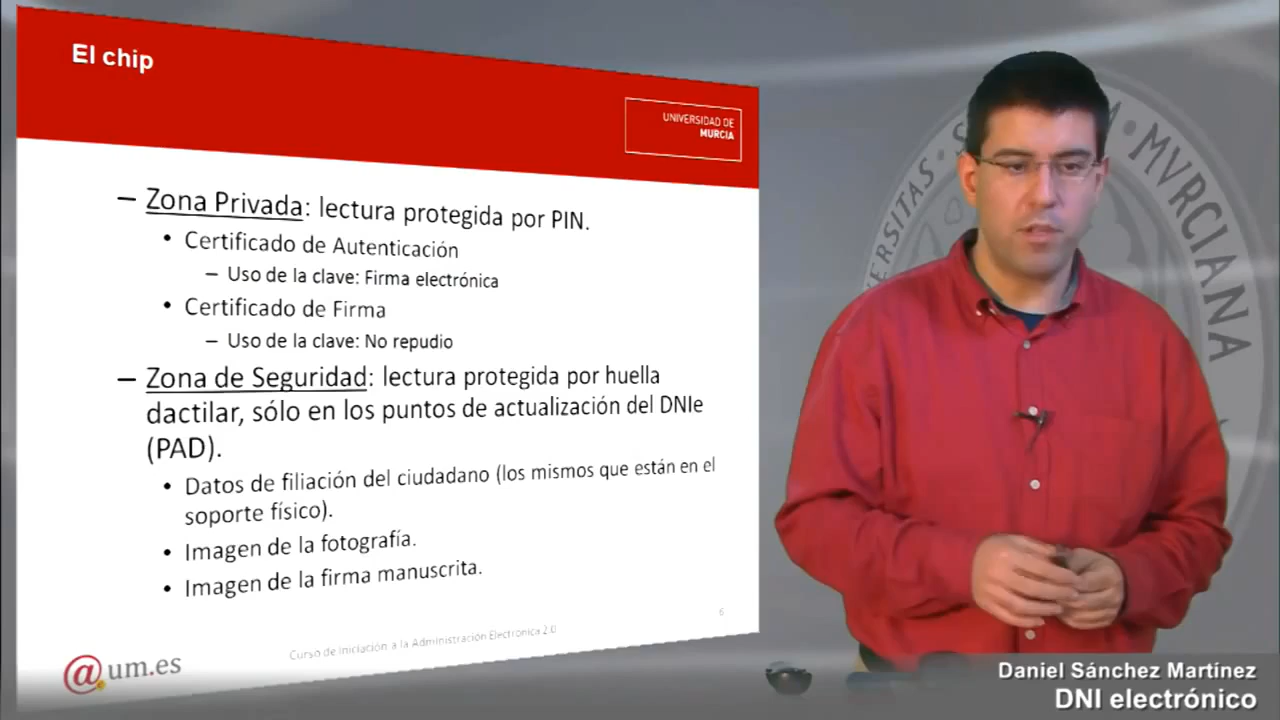 El chip
UNIVERSIDAD DE
MURCIA
– Zona Privada: lectura protegida por PIN.
• Certificado de Autenticación
– Uso de la clave: Firma electrónica
• Certificado de Firma
– Uso de la clave: No repudio
– Zona de Seguridad: lectura protegida por huella
dactilar, sólo en los puntos de actualización del DNIe
(PAD).
• Datos de filiación del ciudadano (los mismos que están en el
soporte físico).
• Imagen de la fotografía.
• Imagen de la firma manuscrita.
6
Curso de Iniciación a la Administración Electrónica 2.0
@um.es
MVRCIANA
Daniel Sánchez Martínez
DNI electrónico